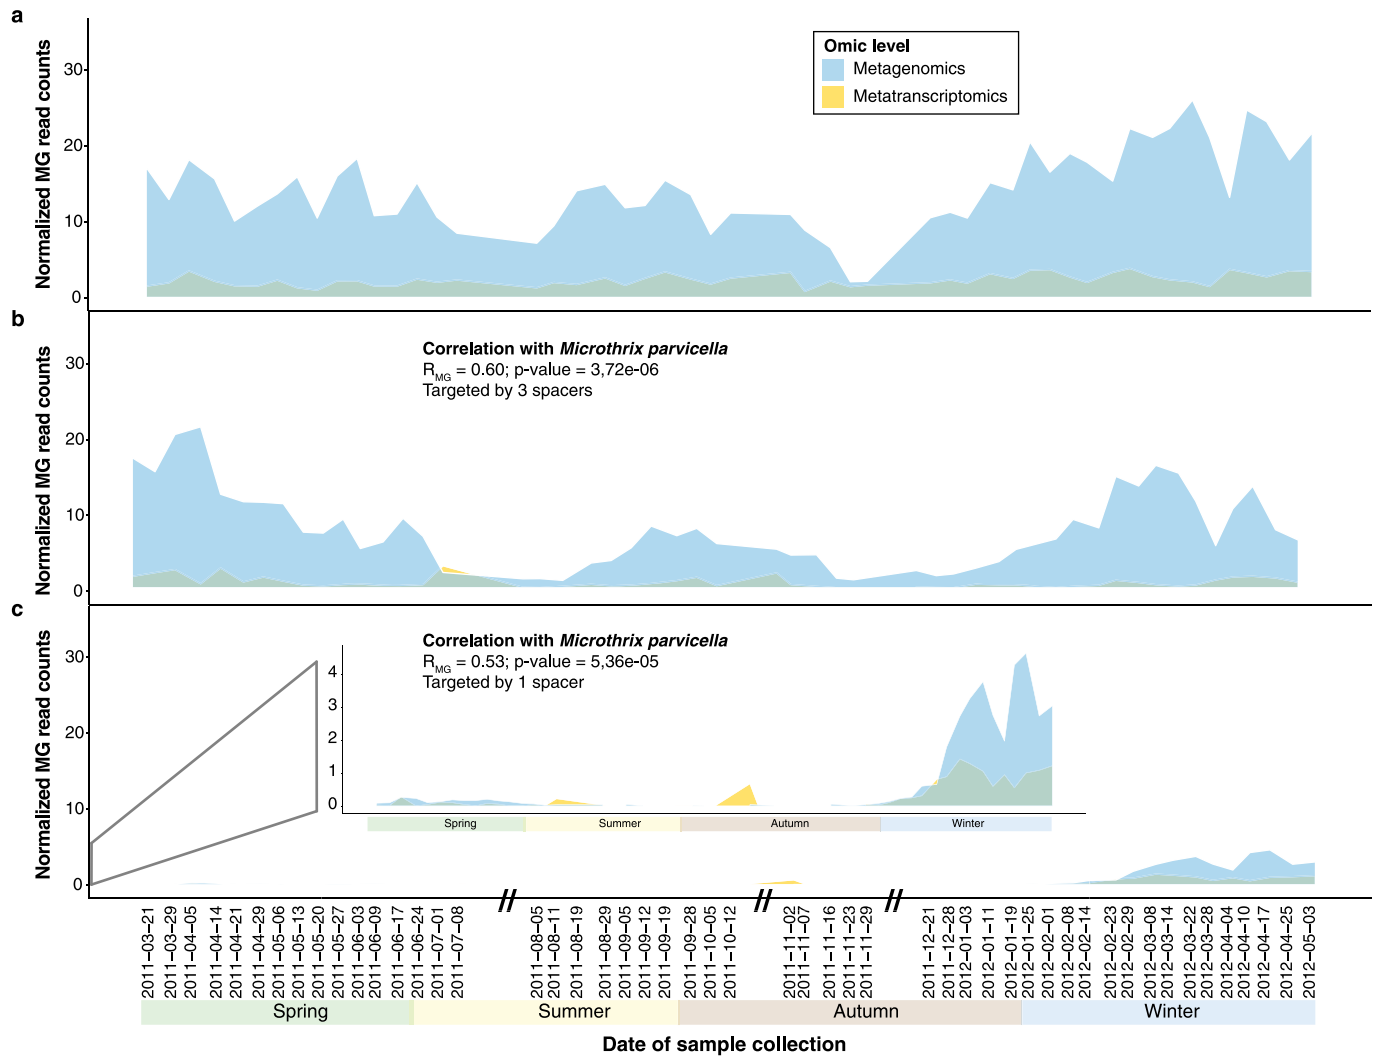 a
Normalized MG read counts
30
20
10
0
Omic level
Metagenomics
Metatranscriptomics
b
Normalized MG read counts
30
20
10
0
Correlation with Microthrix parvicella
RMG = 0.60; p-value = 3,72e-06
Targeted by 3 spacers
c
Normalized MG read counts
30
20
10
0
Correlation with Microthrix parvicella
RMG = 0.53; p-value = 5,36e-05
Targeted by 1 spacer
4
3
2
1
0
Spring
Summer
Autumn
Winter
2011–03–21
2011–03–29
2011–04–05
2011–04–14
2011–04–21
2011–04–29
2011–05–06
2011–05–13
2011–05–20
2011–05–27
2011–06–03
2011–06–09
2011–06–17
2011–06–24
2011–07–01
2011–07–08
2011–08–05
2011–08–11
2011–08–19
2011–08–29
2011–09–05
2011–09–12
2011–09–19
2011–09–28
2011–10–05
2011–10–12
2011–11–02
2011–11–07
2011–11–16
2011–11–23
2011–11–29
2011–12–21
2011–12–28
2012–01–03
2012–01–11
2012–01–19
2012–01–25
2012–02–01
2012–02–08
2012–02–14
2012–02–23
2012–02–29
2012–03–08
2012–03–14
2012–03–22
2012–03–28
2012–04–04
2012–04–10
2012–04–17
2012–04–25
2012–05–03
Spring
Summer
Autumn
Winter
Date of sample collection